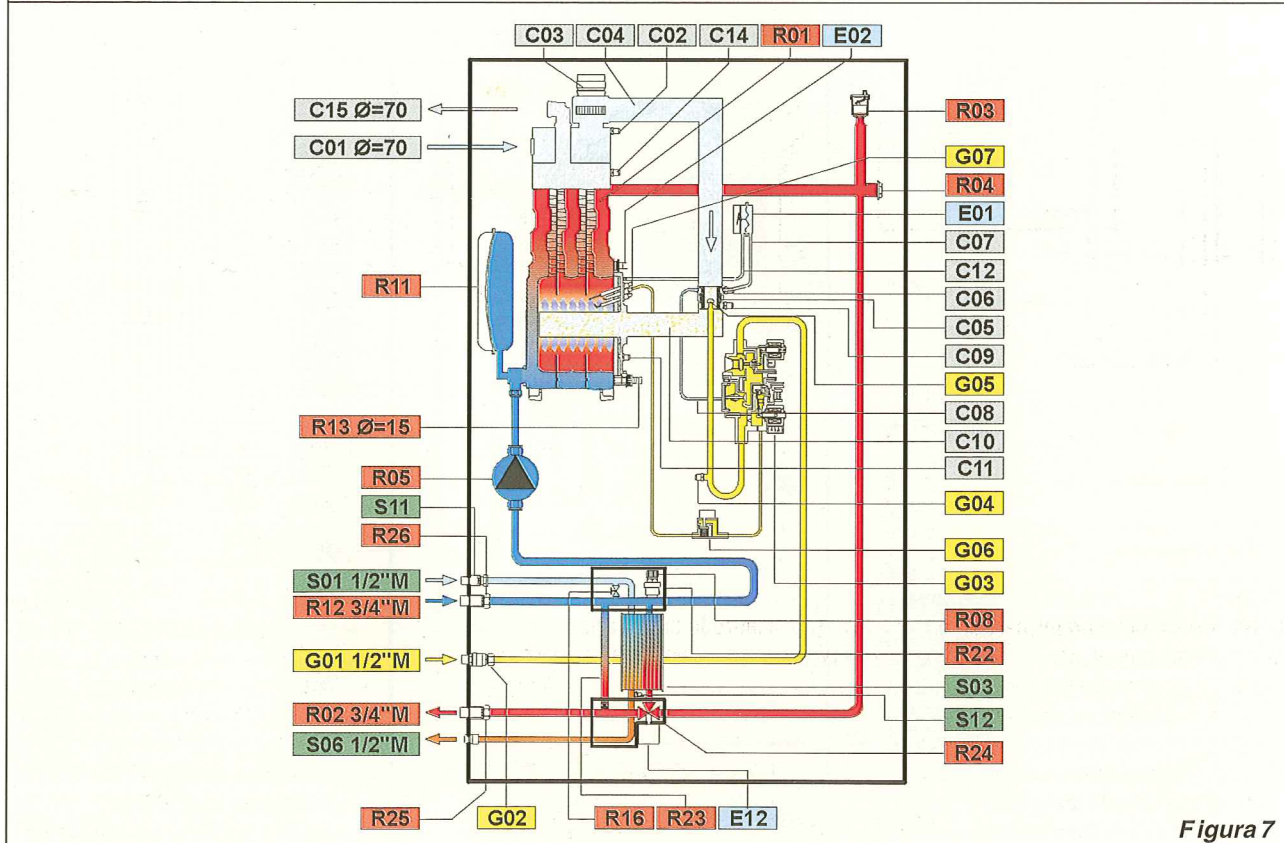 C03 C04 C02 C14 R01 E02
C15 Ø=70
C01 Ø=70
R03
G07
R04
E01
C07
C12
C06
C05
C09
G05
C08
C10
C11
G04
G06
G03
R08
R22
S03
S12
R24
R11
R13 Ø=15
R05
S11
R26
S01 1/2"M
R12 3/4"M
G01 1/2"M
R02 3/4"M
S06 1/2"M
R25 G02 R16 R23 E12
Figura 7